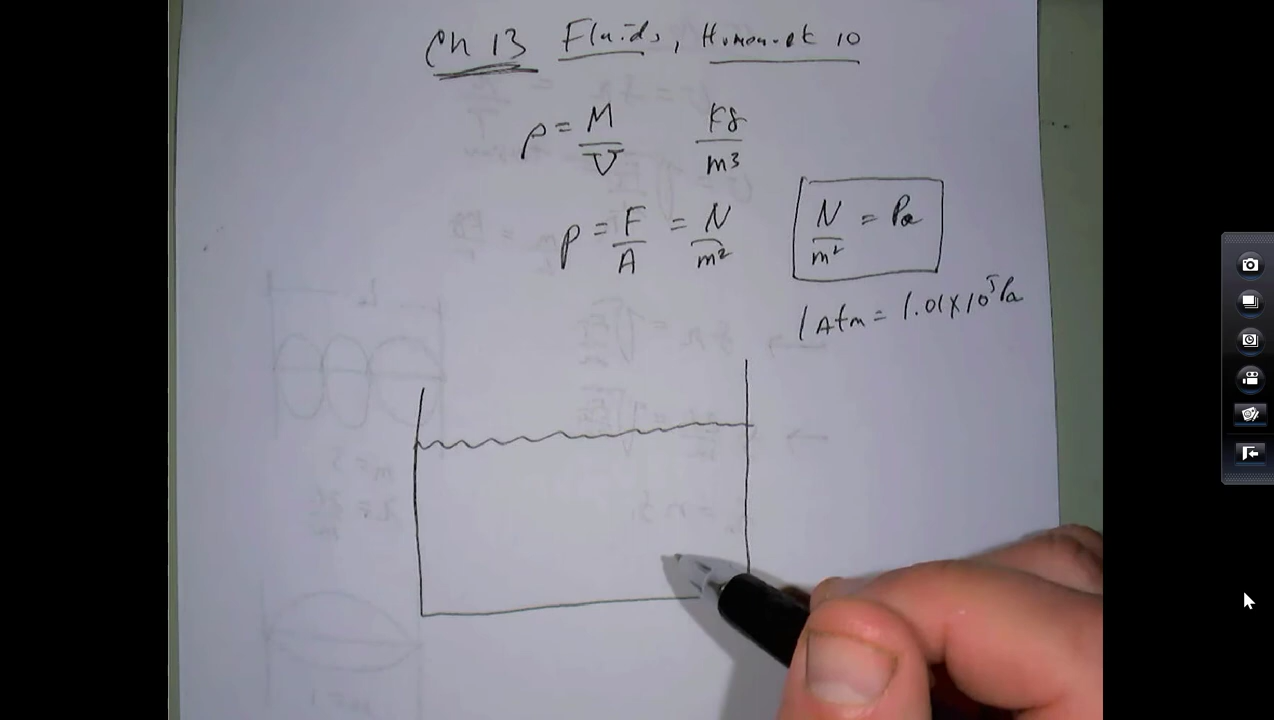 Ch 13 Fluids, Homework 10
ρ = M/V kg/m³
P = F/A = N/m² N/m² = Pa
1 Atm = 1.01×10⁵ Pa